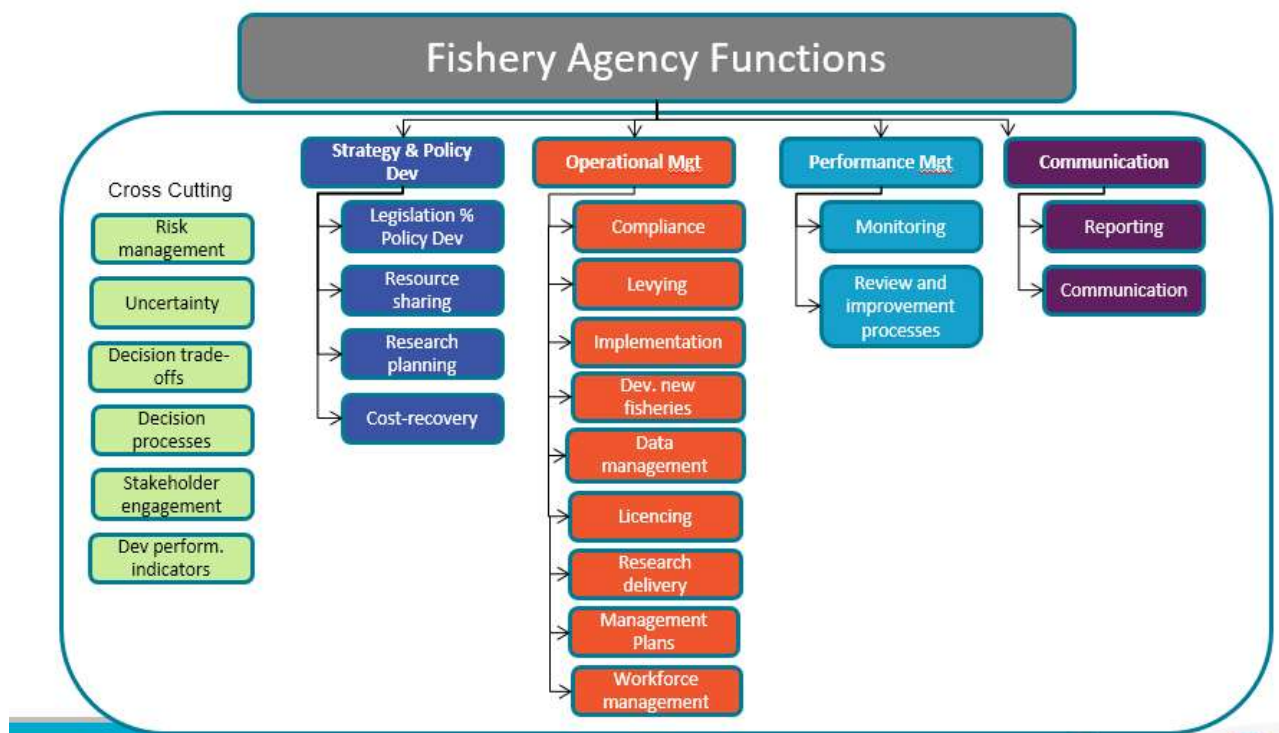 Fishery Agency Functions
Cross Cutting
Risk
management
Uncertainty
Decision trade-
offs
Decision
processes
Stakeholder
engagement
Dev perform.
indicators
Strategy & Policy
Dev
Legislation %
Policy Dev
Resource
sharing
Research
planning
Cost-recovery
Operational Mgt
Compliance
Levying
Implementation
Dev. new
fisheries
Data
management
Licencing
Research
delivery
Management
Plans
Workforce
management
Performance Mgt
Monitoring
Review and
improvement
processes
Communication
Reporting
Communication